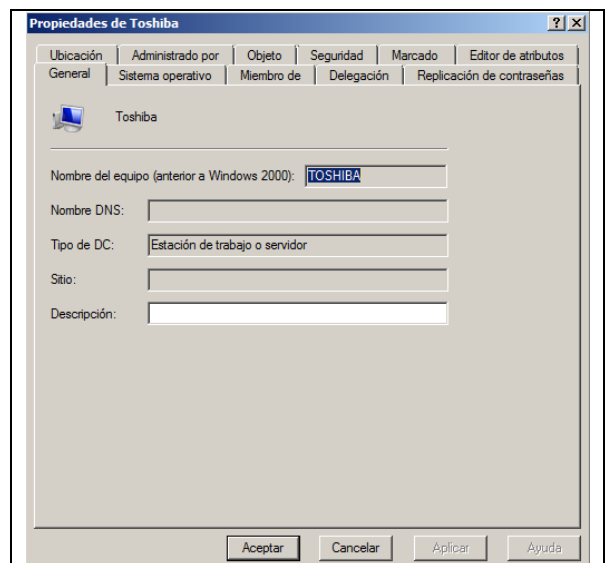 Propiedades de Toshiba
Ubicación Administrado por Objeto Seguridad Marcado Editor de atributos
General Sistema operativo Miembro de Delegación Replicación de contraseñas
Toshiba
Nombre del equipo (anterior a Windows 2000): TOSHIBA
Nombre DNS:
Tipo de DC: Estación de trabajo o servidor
Sitio:
Descripción:
Aceptar Cancelar Aplicar Ayuda